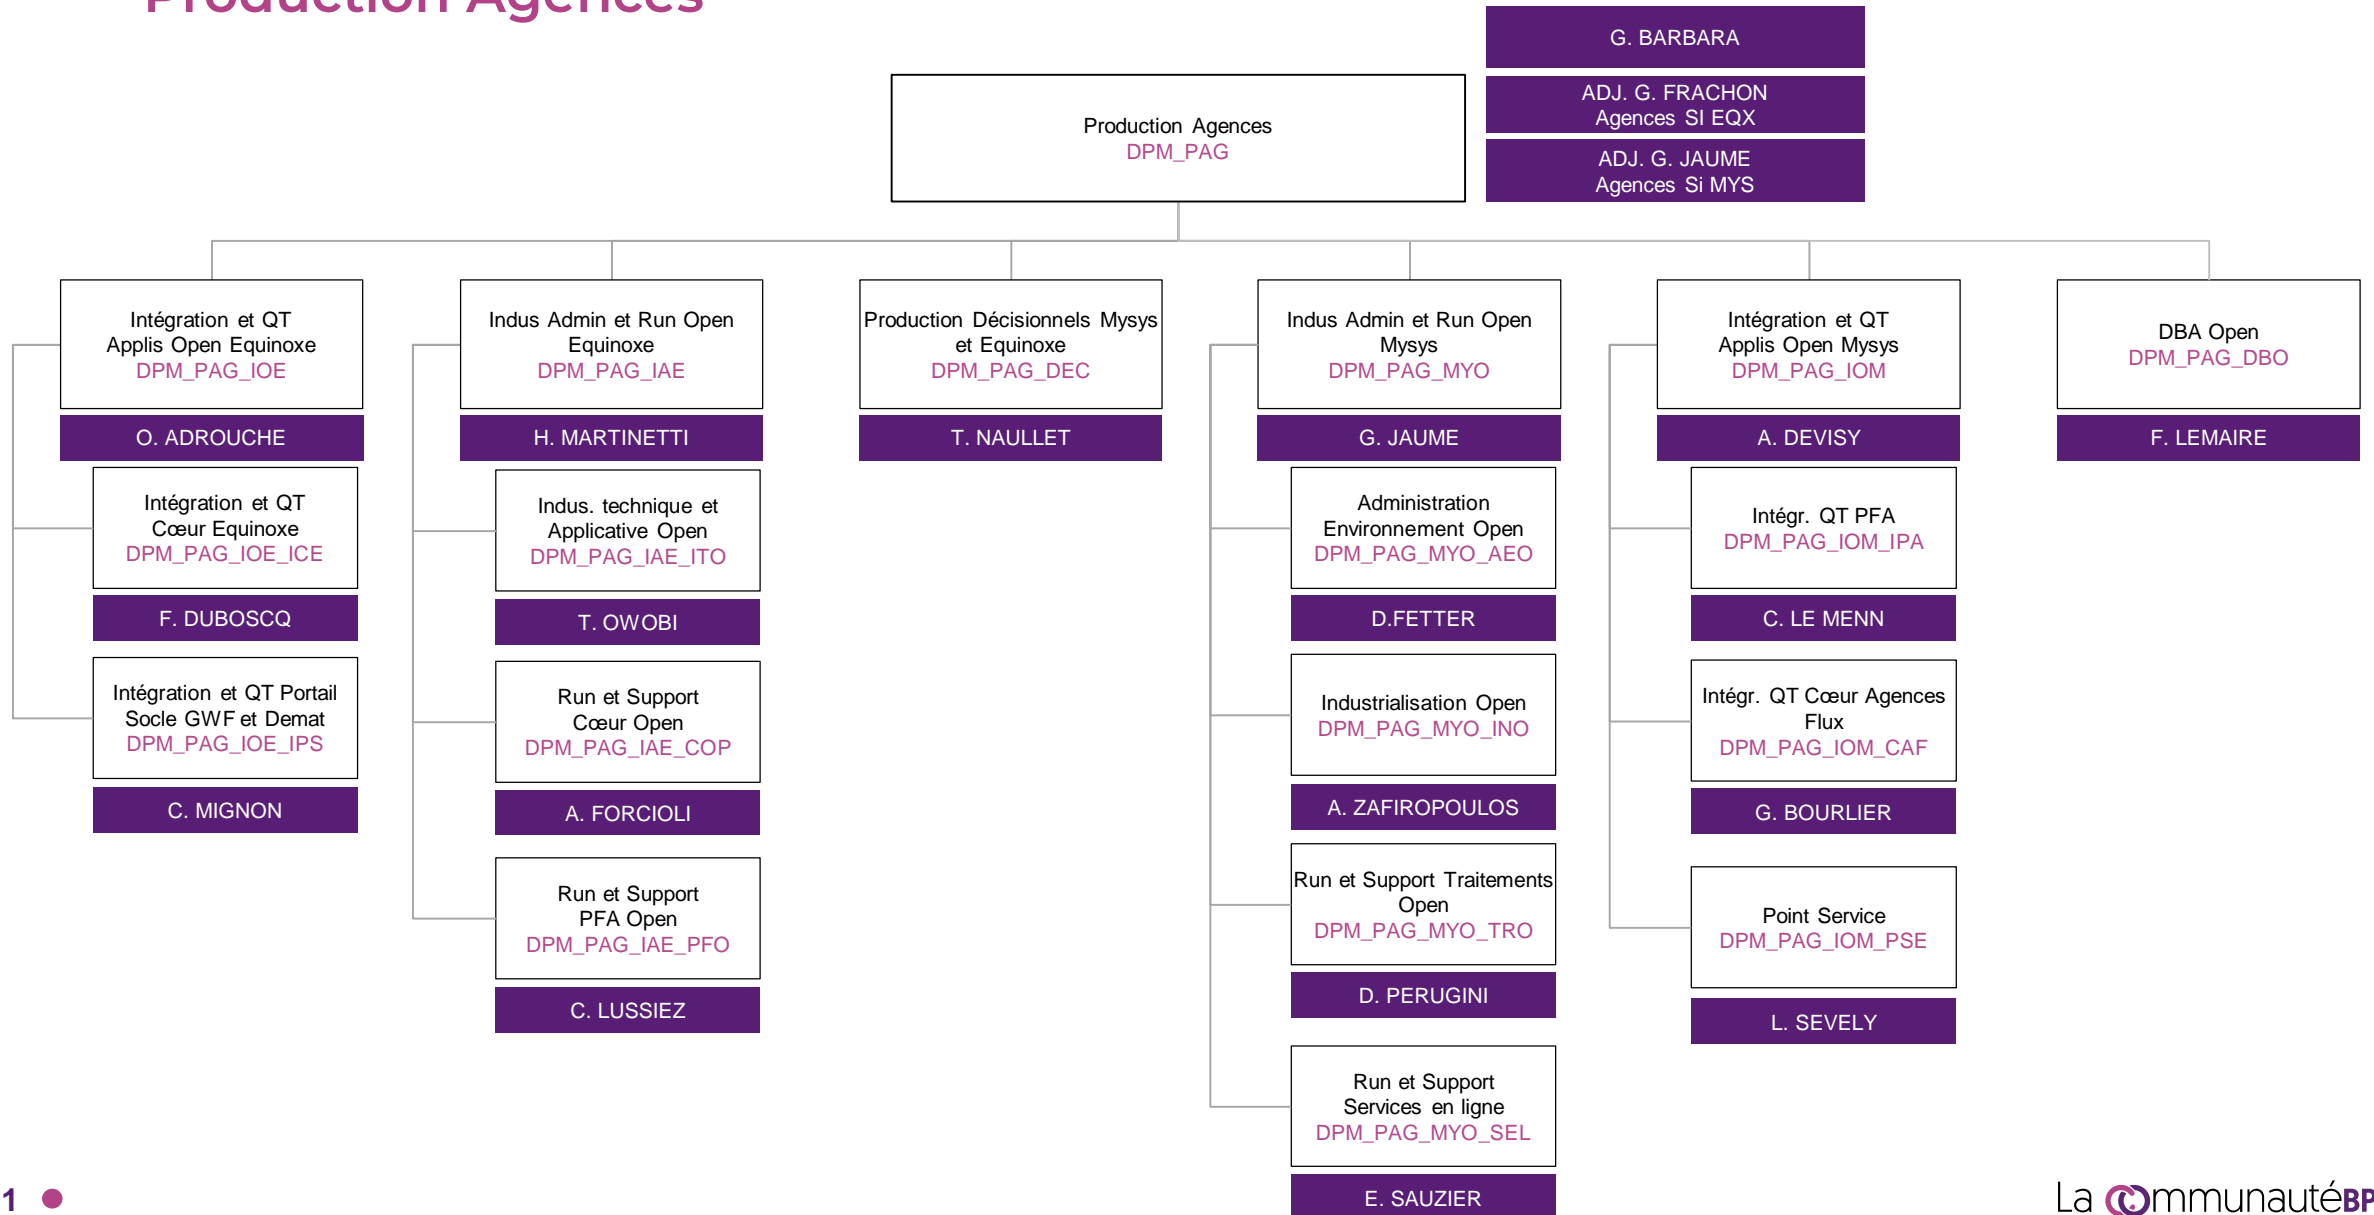 Production Agences
G. BARBARA
ADJ. G. FRACHON
Agences SI EQX
ADJ. G. JAUME
Agences Si MYS
Production Agences
DPM_PAG
Intégration et QT
Applis Open Equinoxe
DPM_PAG_IOE
O. ADROUCHE
Intégration et QT
Cœur Equinoxe
DPM_PAG_IOE_ICE
F. DUBOSCQ
Intégration et QT Portail
Socle GWF et Demat
DPM_PAG_IOE_IPS
C. MIGNON
Indus Admin et Run Open
Equinoxe
DPM_PAG_IAE
H. MARTINETTI
Indus. technique et
Applicative Open
DPM_PAG_IAE_ITO
T. OWOBI
Run et Support
Cœur Open
DPM_PAG_IAE_COP
A. FORCIOLI
Run et Support
PFA Open
DPM_PAG_IAE_PFO
C. LUSSIEZ
Production Décisionnels Mysys
et Equinoxe
DPM_PAG_DEC
T. NAULLET
Indus Admin et Run Open
Mysys
DPM_PAG_MYO
G. JAUME
Administration
Environnement Open
DPM_PAG_MYO_AEO
D.FETTER
Industrialisation Open
DPM_PAG_MYO_INO
A. ZAFIROPOULOS
Run et Support Traitements
Open
DPM_PAG_MYO_TRO
D. PERUGINI
Run et Support
Services en ligne
DPM_PAG_MYO_SEL
E. SAUZIER
Intégration et QT
Applis Open Mysys
DPM_PAG_IOM
A. DEVISY
Intégr. QT PFA
DPM_PAG_IOM_IPA
C. LE MENN
Intégr. QT Cœur Agences
Flux
DPM_PAG_IOM_CAF
G. BOURLIER
Point Service
DPM_PAG_IOM_PSE
L. SEVELY
DBA Open
DPM_PAG_DBO
F. LEMAIRE
1
La CommunautéBP